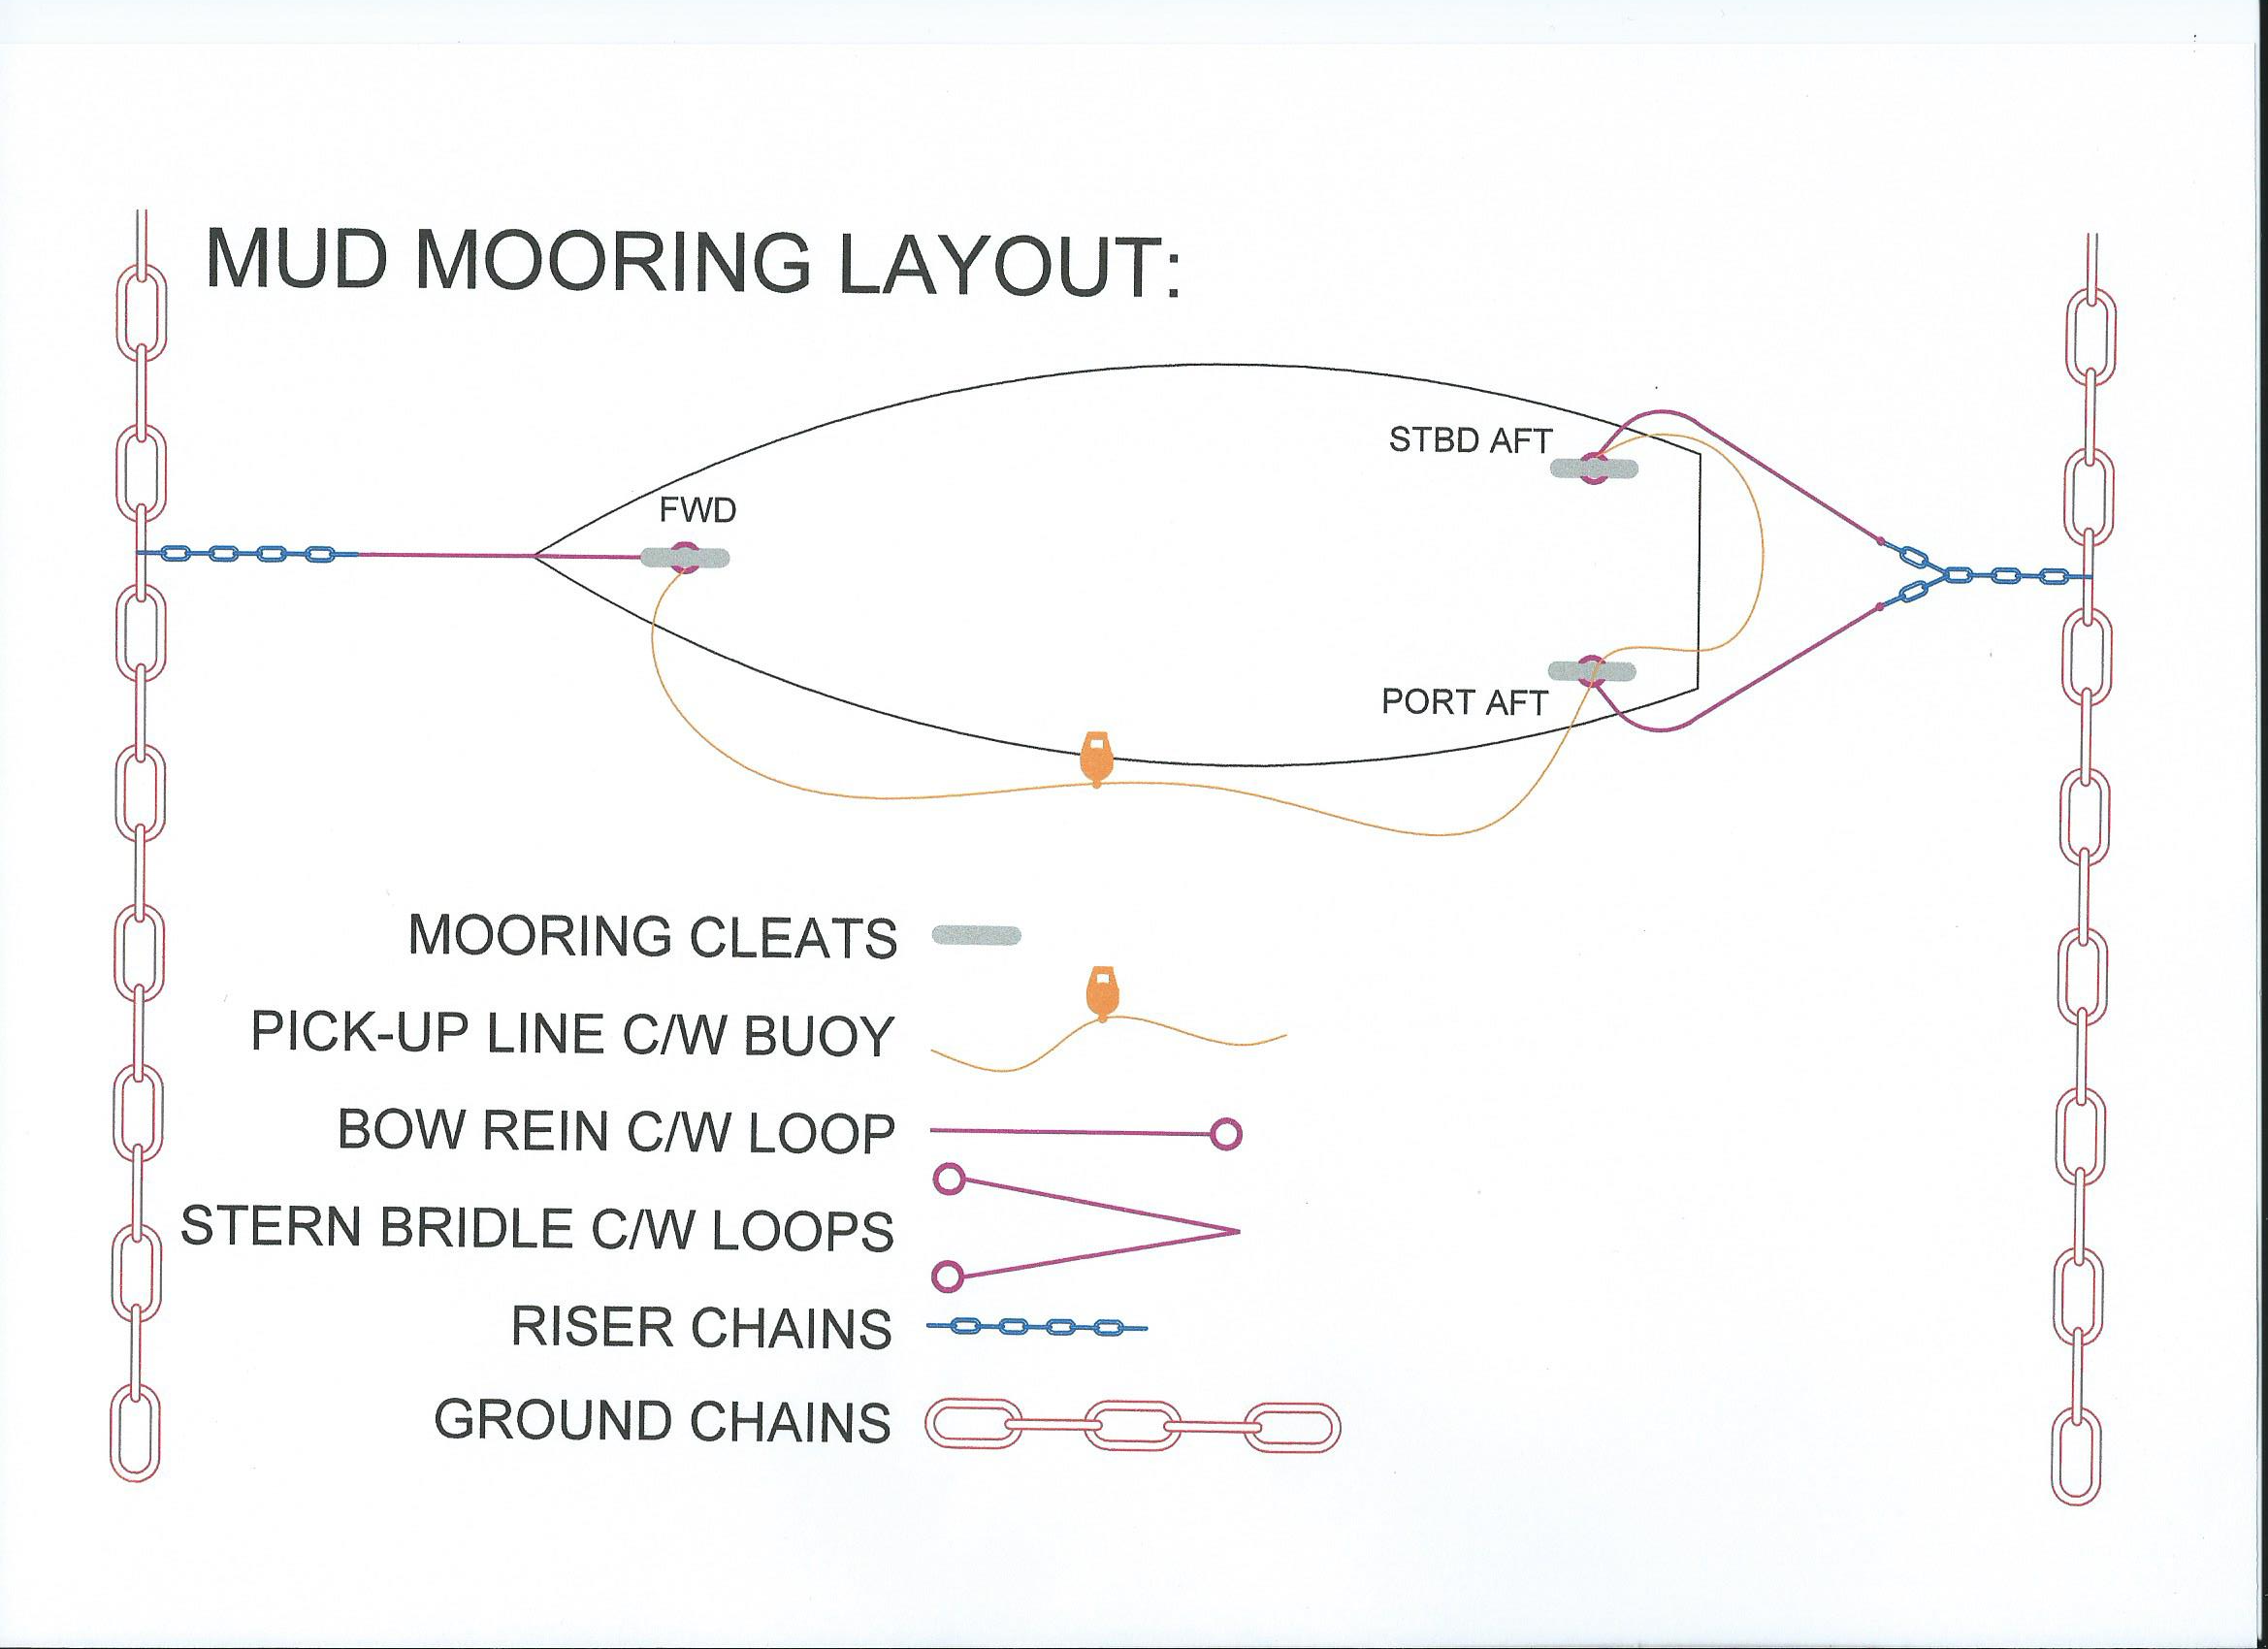 MUD MOORING LAYOUT:
STBD AFT
FWD
PORT AFT
MOORING CLEATS
PICK-UP LINE C/W BUOY
BOW REIN C/W LOOP
STERN BRIDLE C/W LOOPS
RISER CHAINS
GROUND CHAINS